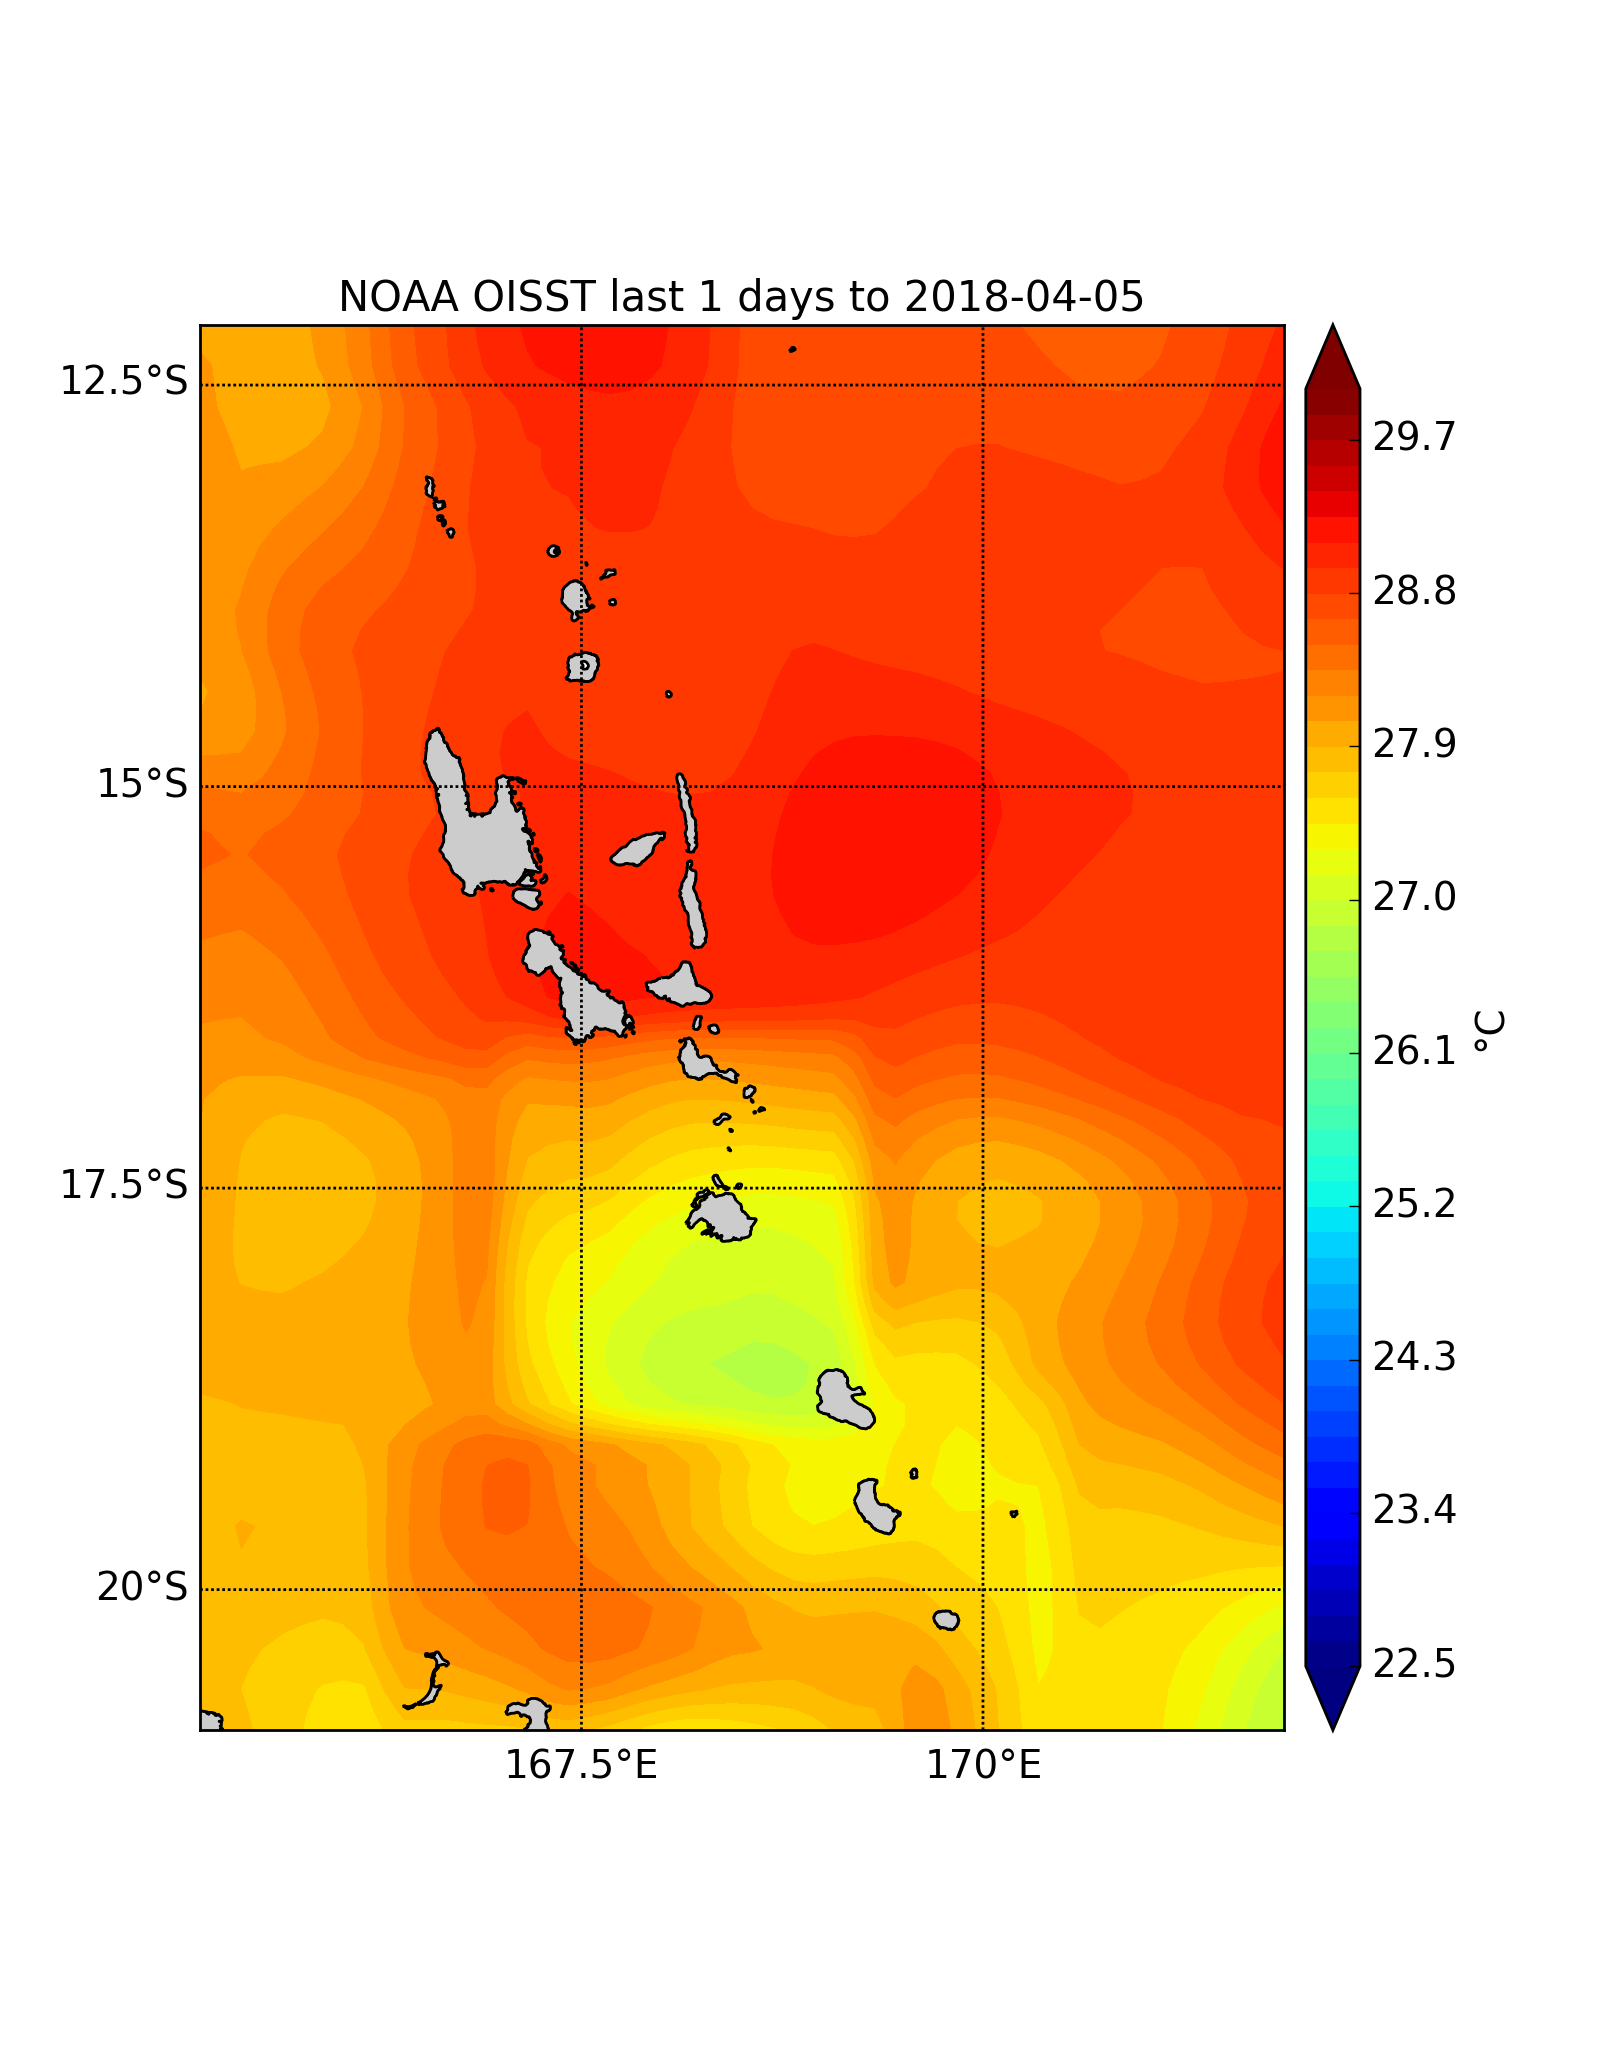 NOAA OISST last 1 days to 2018-04-05
12.5°S
15°S
17.5°S
20°S
167.5°E
170°E
29.7
28.8
27.9
27.0
26.1
25.2
24.3
23.4
22.5
°C